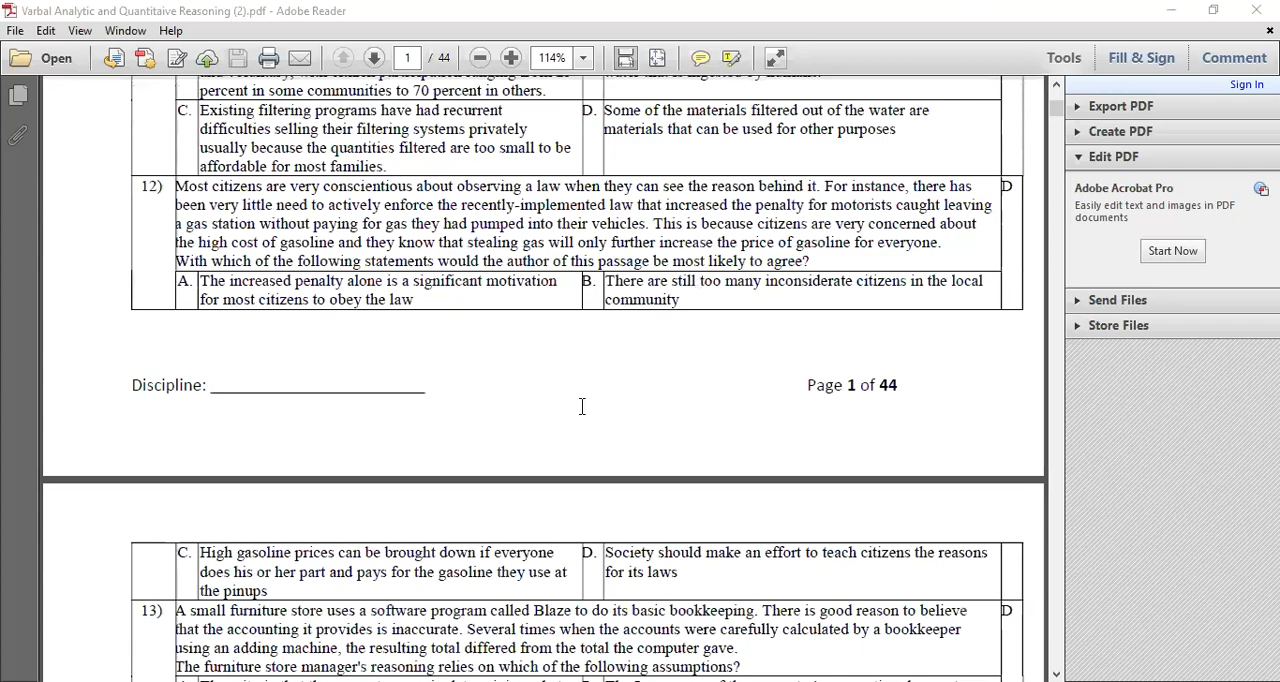 Varbal Analytic and Quantitaive Reasoning (2).pdf - Adobe Reader
File Edit View Window Help
Open 1 / 44 114% Tools Fill & Sign Comment
Sign In
percent in some communities to 70 percent in others.
C. Existing filtering programs have had recurrent
difficulties selling their filtering systems privately
usually because the quantities filtered are too small to be
affordable for most families.
D. Some of the materials filtered out of the water are
materials that can be used for other purposes
12) Most citizens are very conscientious about observing a law when they can see the reason behind it. For instance, there has D
been very little need to actively enforce the recently-implemented law that increased the penalty for motorists caught leaving
a gas station without paying for gas they had pumped into their vehicles. This is because citizens are very concerned about
the high cost of gasoline and they know that stealing gas will only further increase the price of gasoline for everyone.
With which of the following statements would the author of this passage be most likely to agree?
A. The increased penalty alone is a significant motivation
for most citizens to obey the law
B. There are still too many inconsiderate citizens in the local
community
Discipline: ________________________ Page 1 of 44
C. High gasoline prices can be brought down if everyone
does his or her part and pays for the gasoline they use at
the pinups
D. Society should make an effort to teach citizens the reasons
for its laws
13) A small furniture store uses a software program called Blaze to do its basic bookkeeping. There is good reason to believe D
that the accounting it provides is inaccurate. Several times when the accounts were carefully calculated by a bookkeeper
using an adding machine, the resulting total differed from the total the computer gave.
The furniture store manager's reasoning relies on which of the following assumptions?
Export PDF
Create PDF
Edit PDF
Adobe Acrobat Pro
Easily edit text and images in PDF
documents
Start Now
Send Files
Store Files